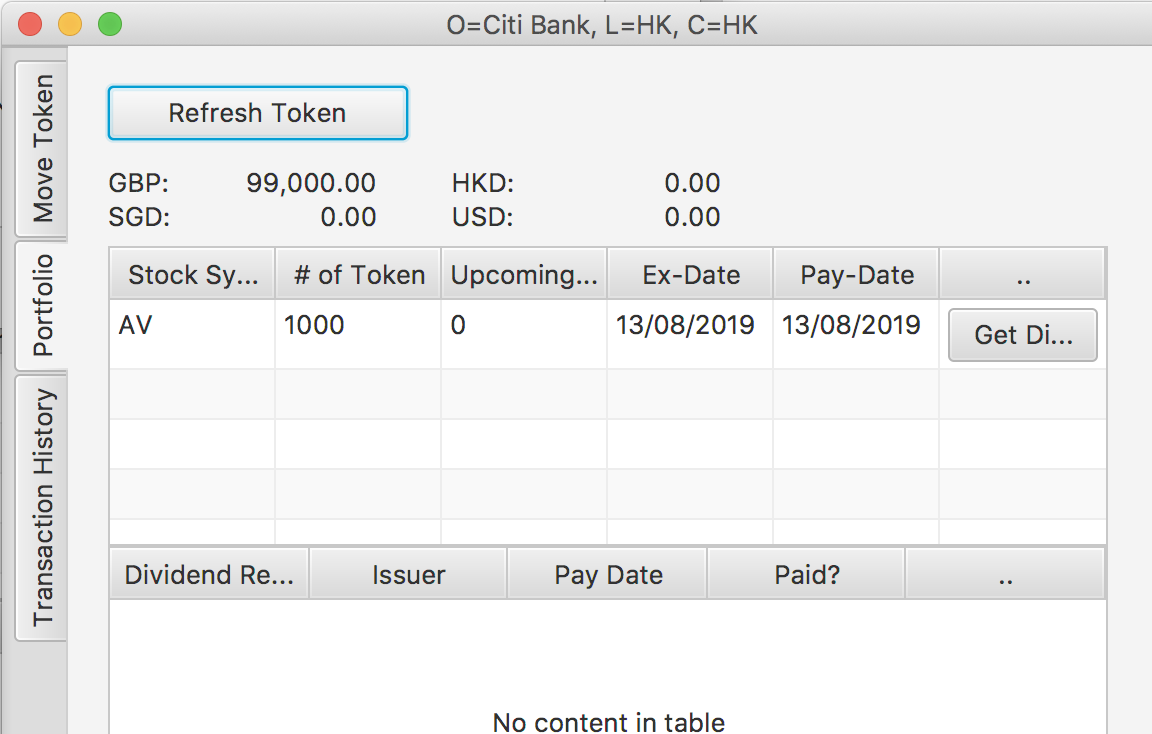 O=Citi Bank, L=HK, C=HK
Move Token
Portfolio
Transaction History
Refresh Token
GBP: 99,000.00 HKD: 0.00
SGD: 0.00 USD: 0.00
Stock Sy... # of Token Upcoming... Ex-Date Pay-Date ..
AV 1000 0 13/08/2019 13/08/2019 Get Di...
Dividend Re... Issuer Pay Date Paid? ..
No content in table